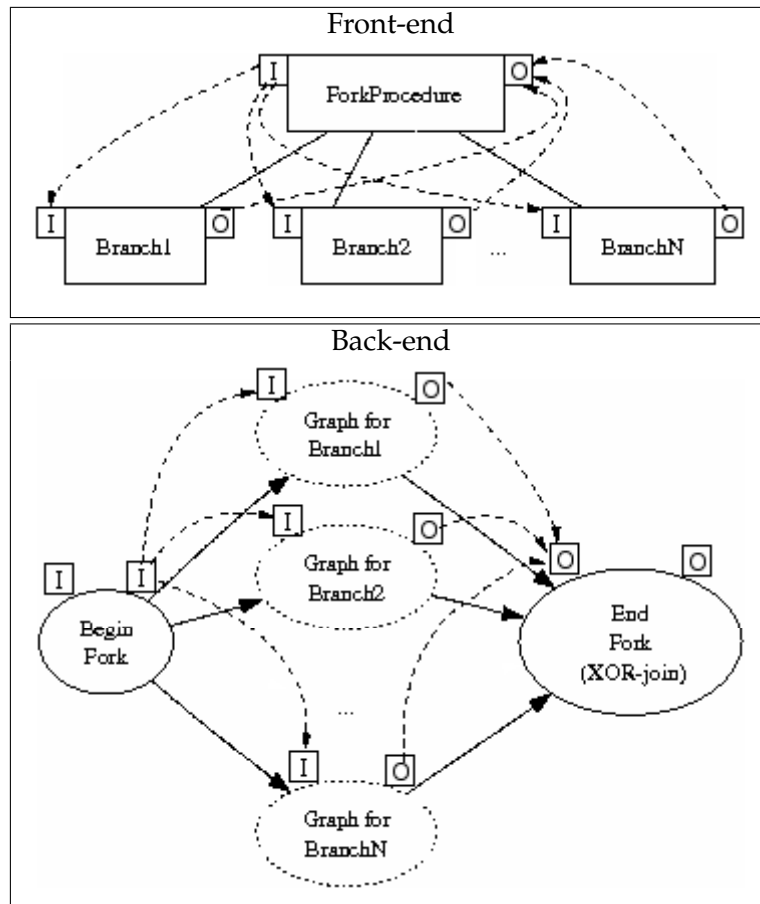 Front-end
I
O
ForkProcedure
I
O
I
O
I
O
Branch1
Branch2
...
BranchN
Back-end
I
O
Graph for
Branch1
I
O
Graph for
Branch2
I
I
O
O
Begin
Fork
End
Fork
(XOR-join)
...
I
O
Graph for
BranchN